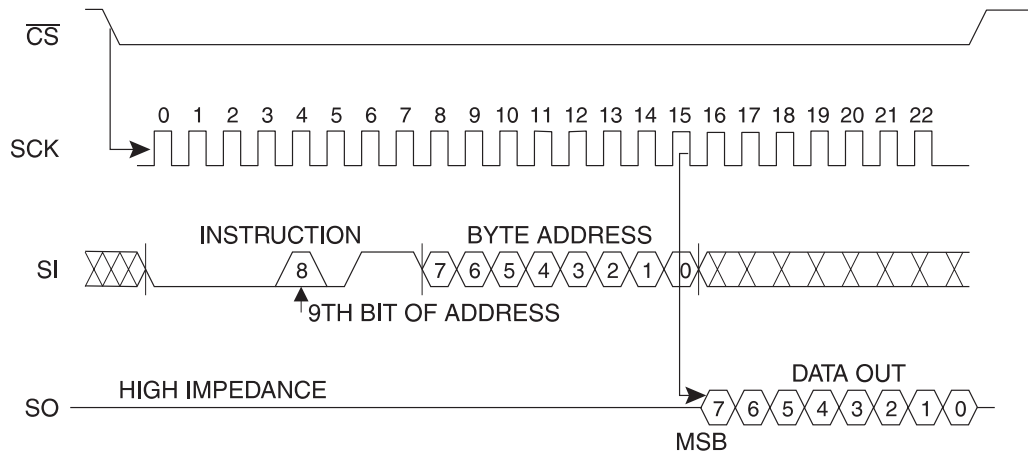 CS
0 1 2 3 4 5 6 7 8 9 10 11 12 13 14 15 16 17 18 19 20 21 22
SCK
INSTRUCTION
BYTE ADDRESS
SI
8
7 6 5 4 3 2 1 0
9TH BIT OF ADDRESS
HIGH IMPEDANCE
DATA OUT
SO
7 6 5 4 3 2 1 0
MSB